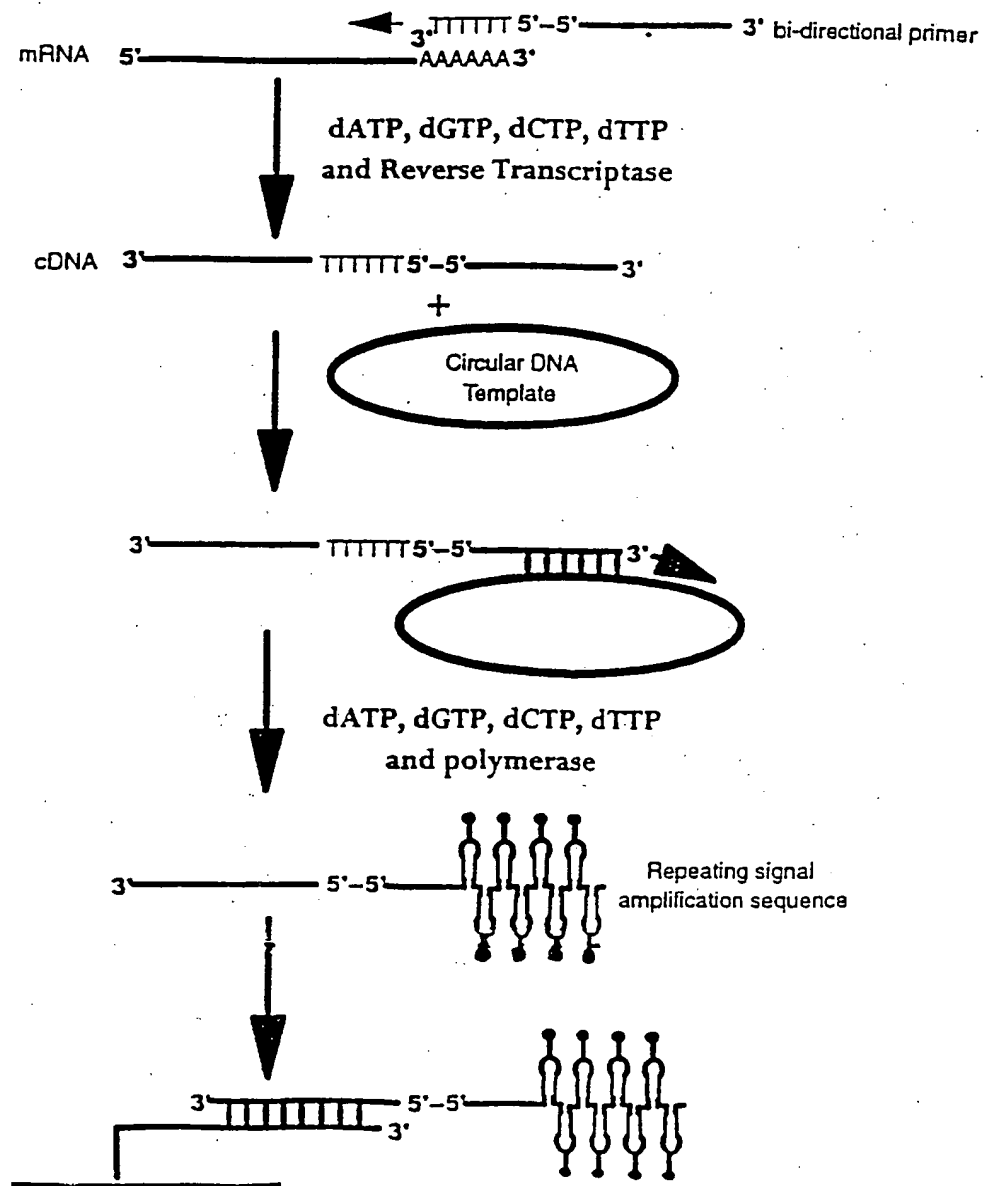 3' TTTTTT 5'-5' 3' bi-directional primer
mRNA 5' AAAAAA 3'
dATP, dGTP, dCTP, dTTP
and Reverse Transcriptase
cDNA 3' TTTTTT 5'-5' 3'
+
Circular DNA
Template
3' TTTTTT 5'-5' 3'
dATP, dGTP, dCTP, dTTP
and polymerase
Repeating signal
amplification sequence
3' 5'-5'
3' 5'-5'
3'